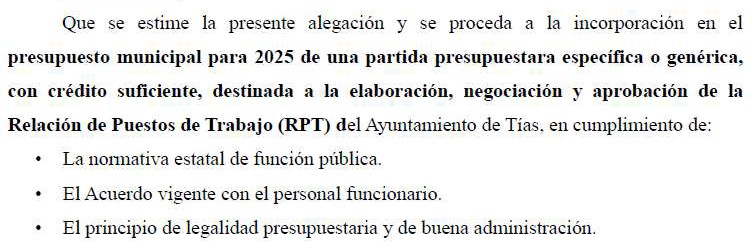 Que se estime la presente alegación y se proceda a la incorporación en el
presupuesto municipal para 2025 de una partida presupuestara específica o genérica,
con crédito suficiente, destinada a la elaboración, negociación y aprobación de la
Relación de Puestos de Trabajo (RPT) del Ayuntamiento de Tías, en cumplimiento de:
• La normativa estatal de función pública.
• El Acuerdo vigente con el personal funcionario.
• El principio de legalidad presupuestaria y de buena administración.